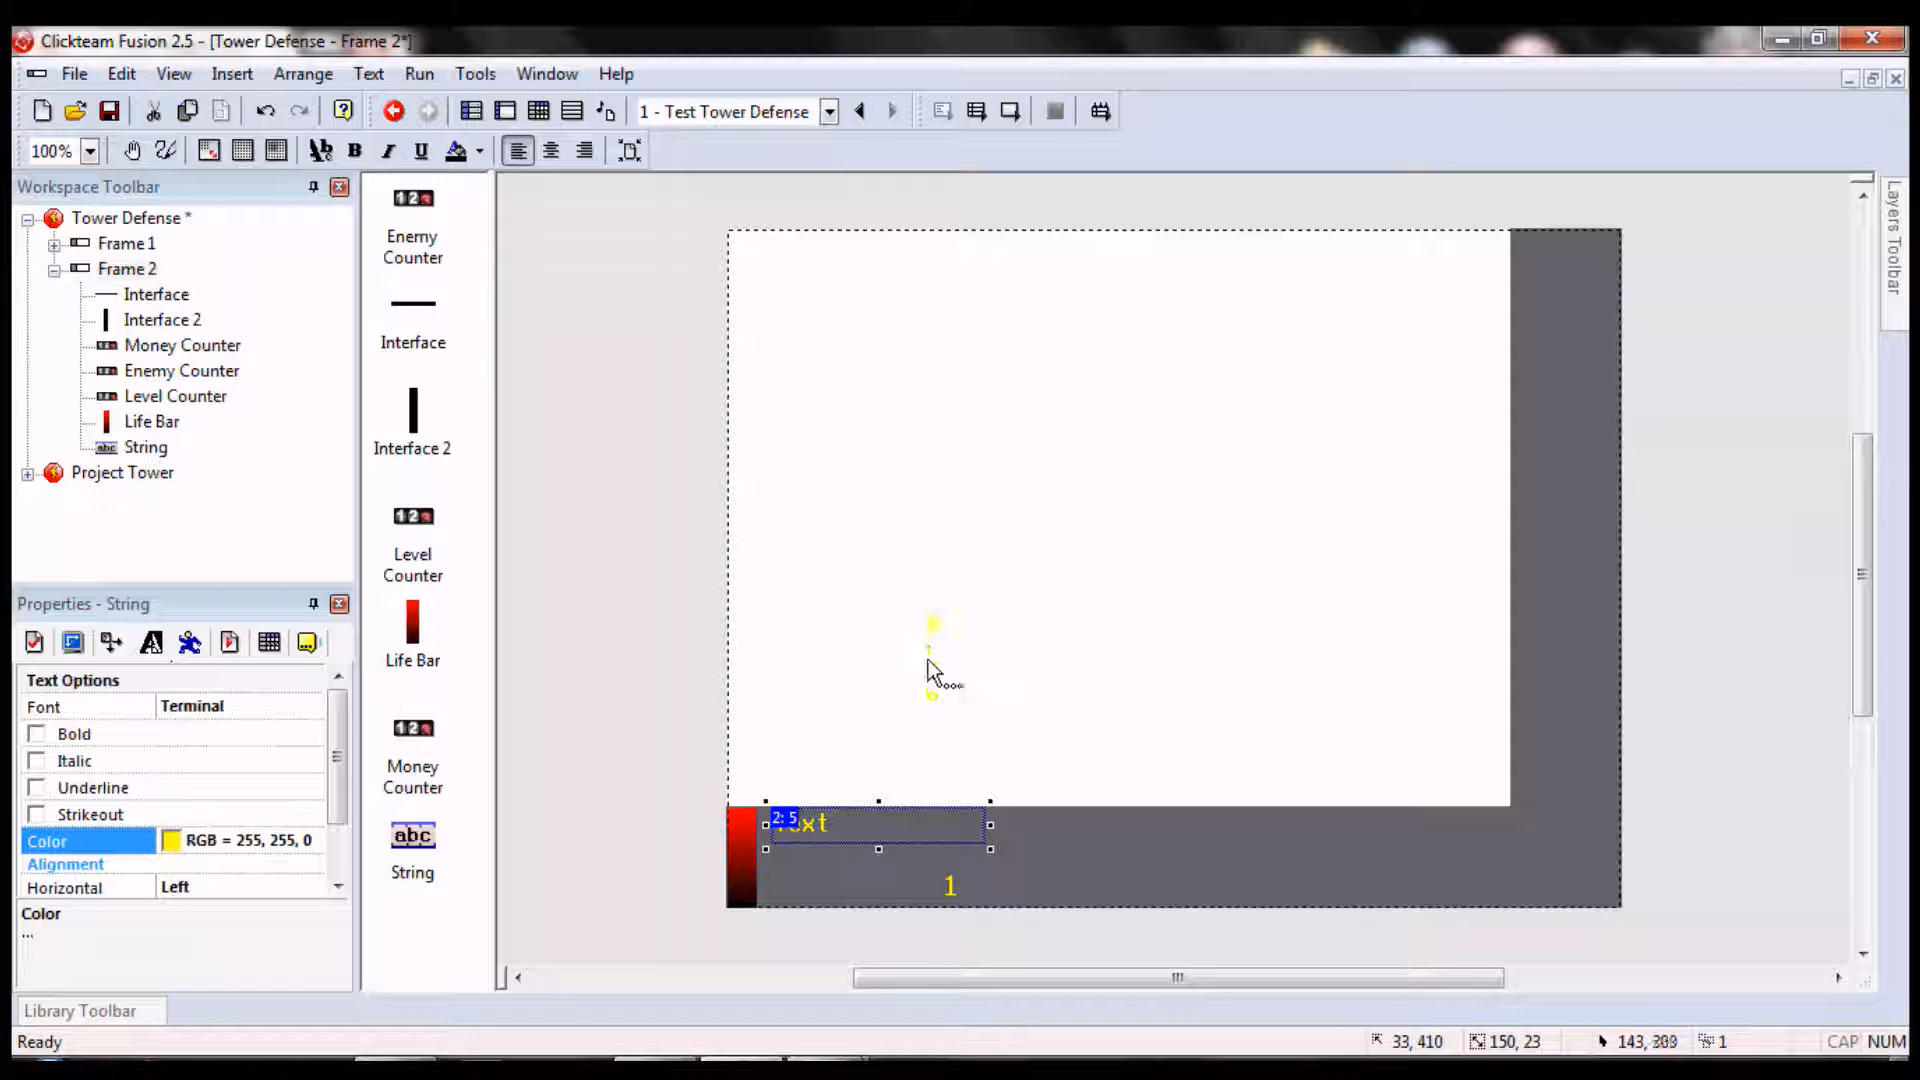 Clickteam Fusion 2.5 - [Tower Defense - Frame 2*]
File Edit View Insert Arrange Text Run Tools Window Help
1 - Test Tower Defense
100%
Workspace Toolbar
Tower Defense *
Frame 1
Frame 2
Interface
Interface 2
Money Counter
Enemy Counter
Level Counter
Life Bar
String
Project Tower
Properties - String
Text Options
Font Terminal
Bold
Italic
Underline
Strikeout
Color RGB = 255, 255, 0
Alignment
Horizontal Left
Color
...
Library Toolbar
Enemy
Counter
Interface
Interface 2
Level
Counter
Life Bar
Money
Counter
abc
String
2: 5
1
Layers Toolbar
Ready
33, 410
150, 23
1
CAP NUM